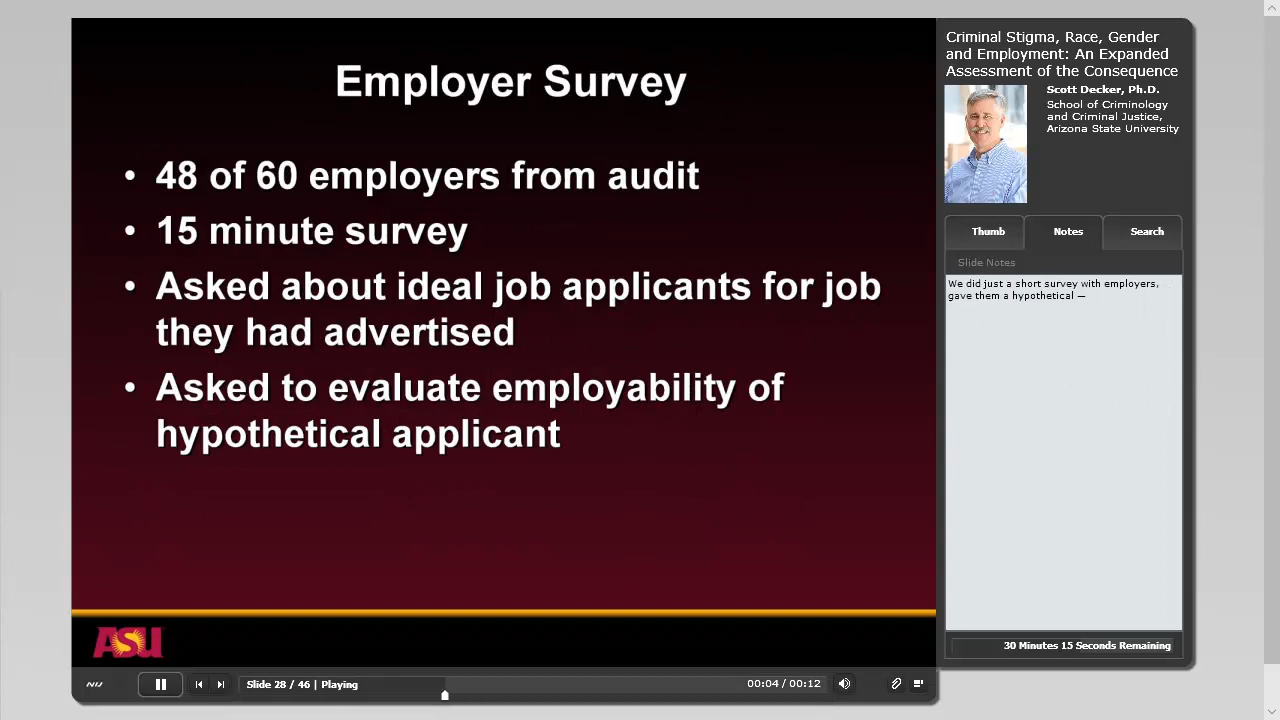 Employer Survey
• 48 of 60 employers from audit
• 15 minute survey
• Asked about ideal job applicants for job
they had advertised
• Asked to evaluate employability of
hypothetical applicant
ASU
Slide 28 / 46 | Playing
00:04 / 00:12
Criminal Stigma, Race, Gender
and Employment: An Expanded
Assessment of the Consequence
Scott Decker, Ph.D.
School of Criminology
and Criminal Justice,
Arizona State University
Thumb Notes Search
Slide Notes
We did just a short survey with employers,
gave them a hypothetical —
30 Minutes 15 Seconds Remaining